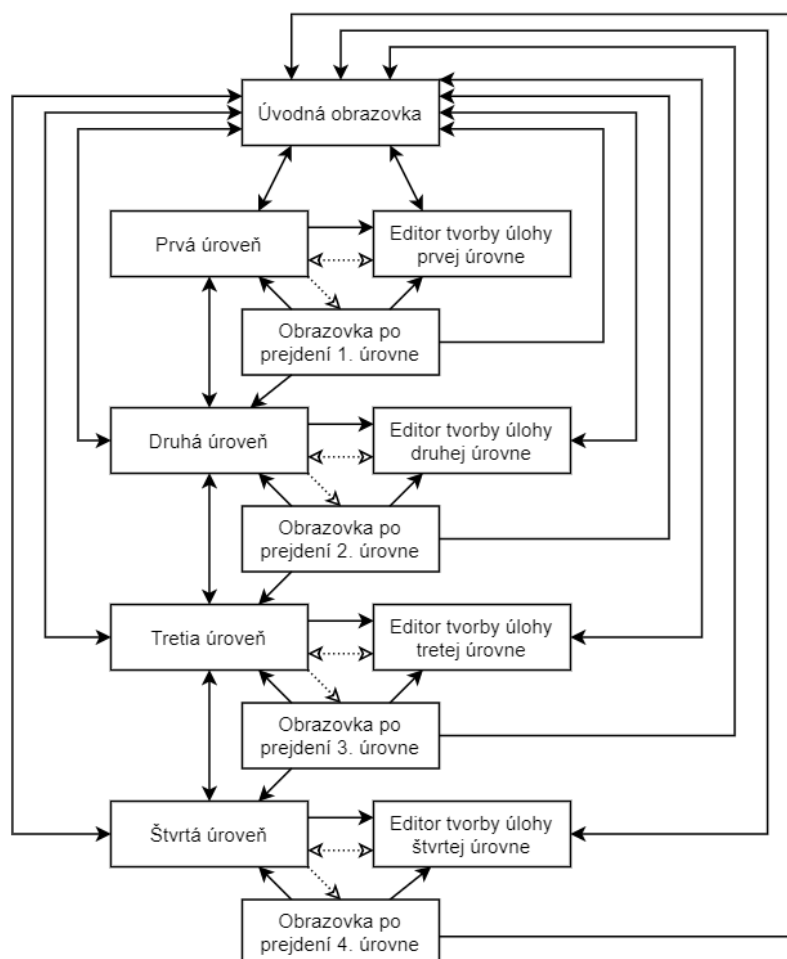 Úvodná obrazovka
Prvá úroveň
Editor tvorby úlohy
prvej úrovne
Obrazovka po
prejdení 1. úrovne
Druhá úroveň
Editor tvorby úlohy
druhej úrovne
Obrazovka po
prejdení 2. úrovne
Tretia úroveň
Editor tvorby úlohy
tretej úrovne
Obrazovka po
prejdení 3. úrovne
Štvrtá úroveň
Editor tvorby úlohy
štvrtej úrovne
Obrazovka po
prejdení 4. úrovne